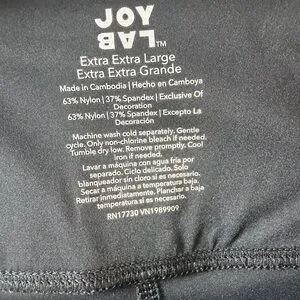 JOY
LAB™
Extra Extra Large
Extra Extra Grande
Made in Cambodia | Hecho en Camboya
63% Nylon | 37% Spandex | Exclusive Of
Decoration
63% Nylon | 37% Spandex | Excepto La
Decoración
Machine wash cold separately. Gentle
cycle. Only non-chlorine bleach if needed.
Tumble dry low. Remove promptly. Cool
iron if needed.
Lavar a máquina con agua fría por
separado. Ciclo delicado. Solo
blanqueador sin cloro si es necesario.
Secar a máquina a temperatura baja.
Retirar inmediatamente. Planchar a baja
temperatura si es necesario.
RN17730 VN1989909